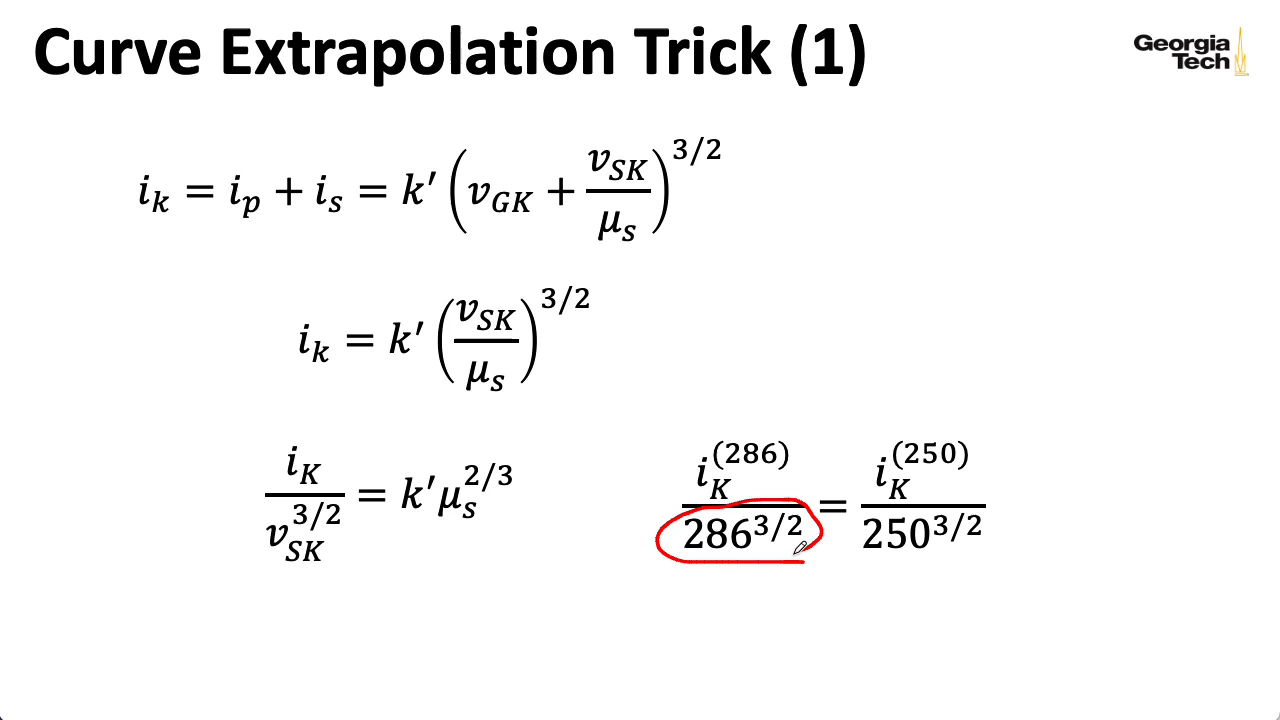 Curve Extrapolation Trick (1)
Georgia
Tech
i_k = i_p + i_s = k′ (v_GK + v_SK/μ_s)^3/2
i_k = k′ (v_SK/μ_s)^3/2
i_K/v_SK^3/2 = k′μ_s^2/3
i_K^(286)/286^3/2 = i_K^(250)/250^3/2